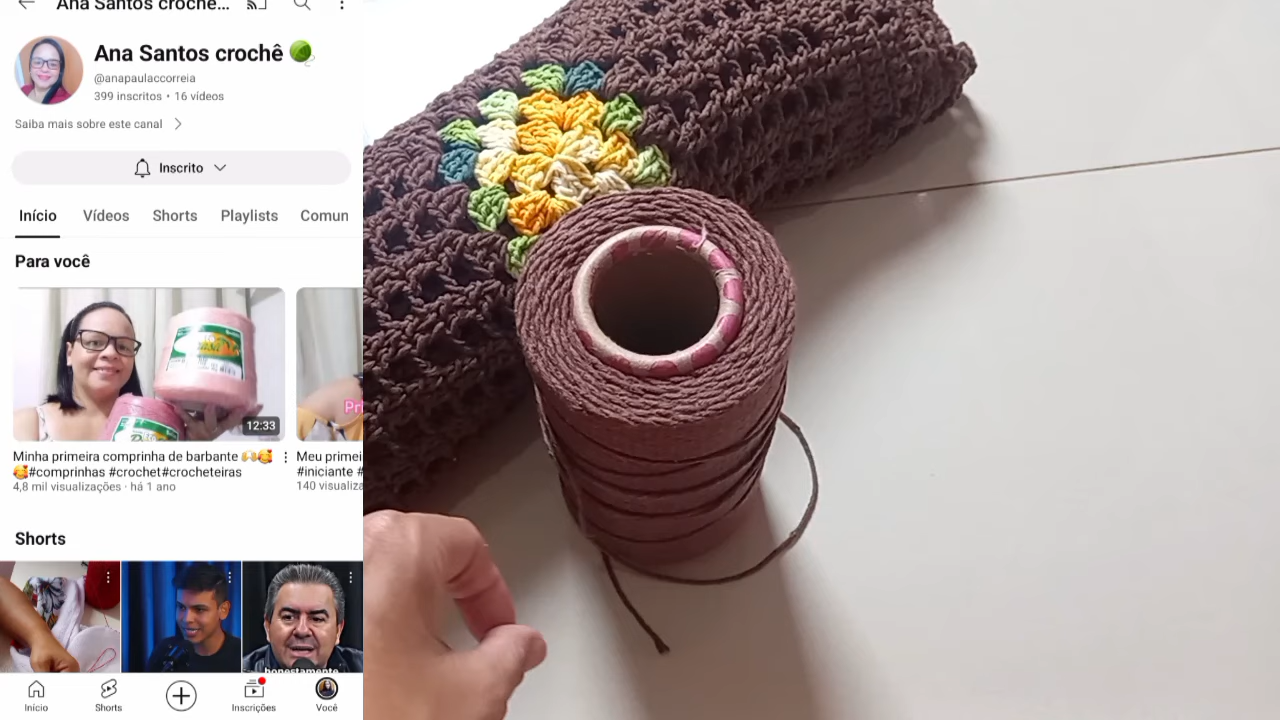 Ana Santos crochê...
Ana Santos crochê
@anapaulaccorreia
399 inscritos • 16 vídeos
Saiba mais sobre este canal
Inscrito
Início Vídeos Shorts Playlists Comun
Para você
12:33
Pri
Minha primeira comprinha de barbante
#comprinhas #crochet#crocheteiras
4,8 mil visualizações · há 1 ano
Meu primei
#iniciante #
140 visualiza
Shorts
honestamente
Início Shorts Inscrições Você